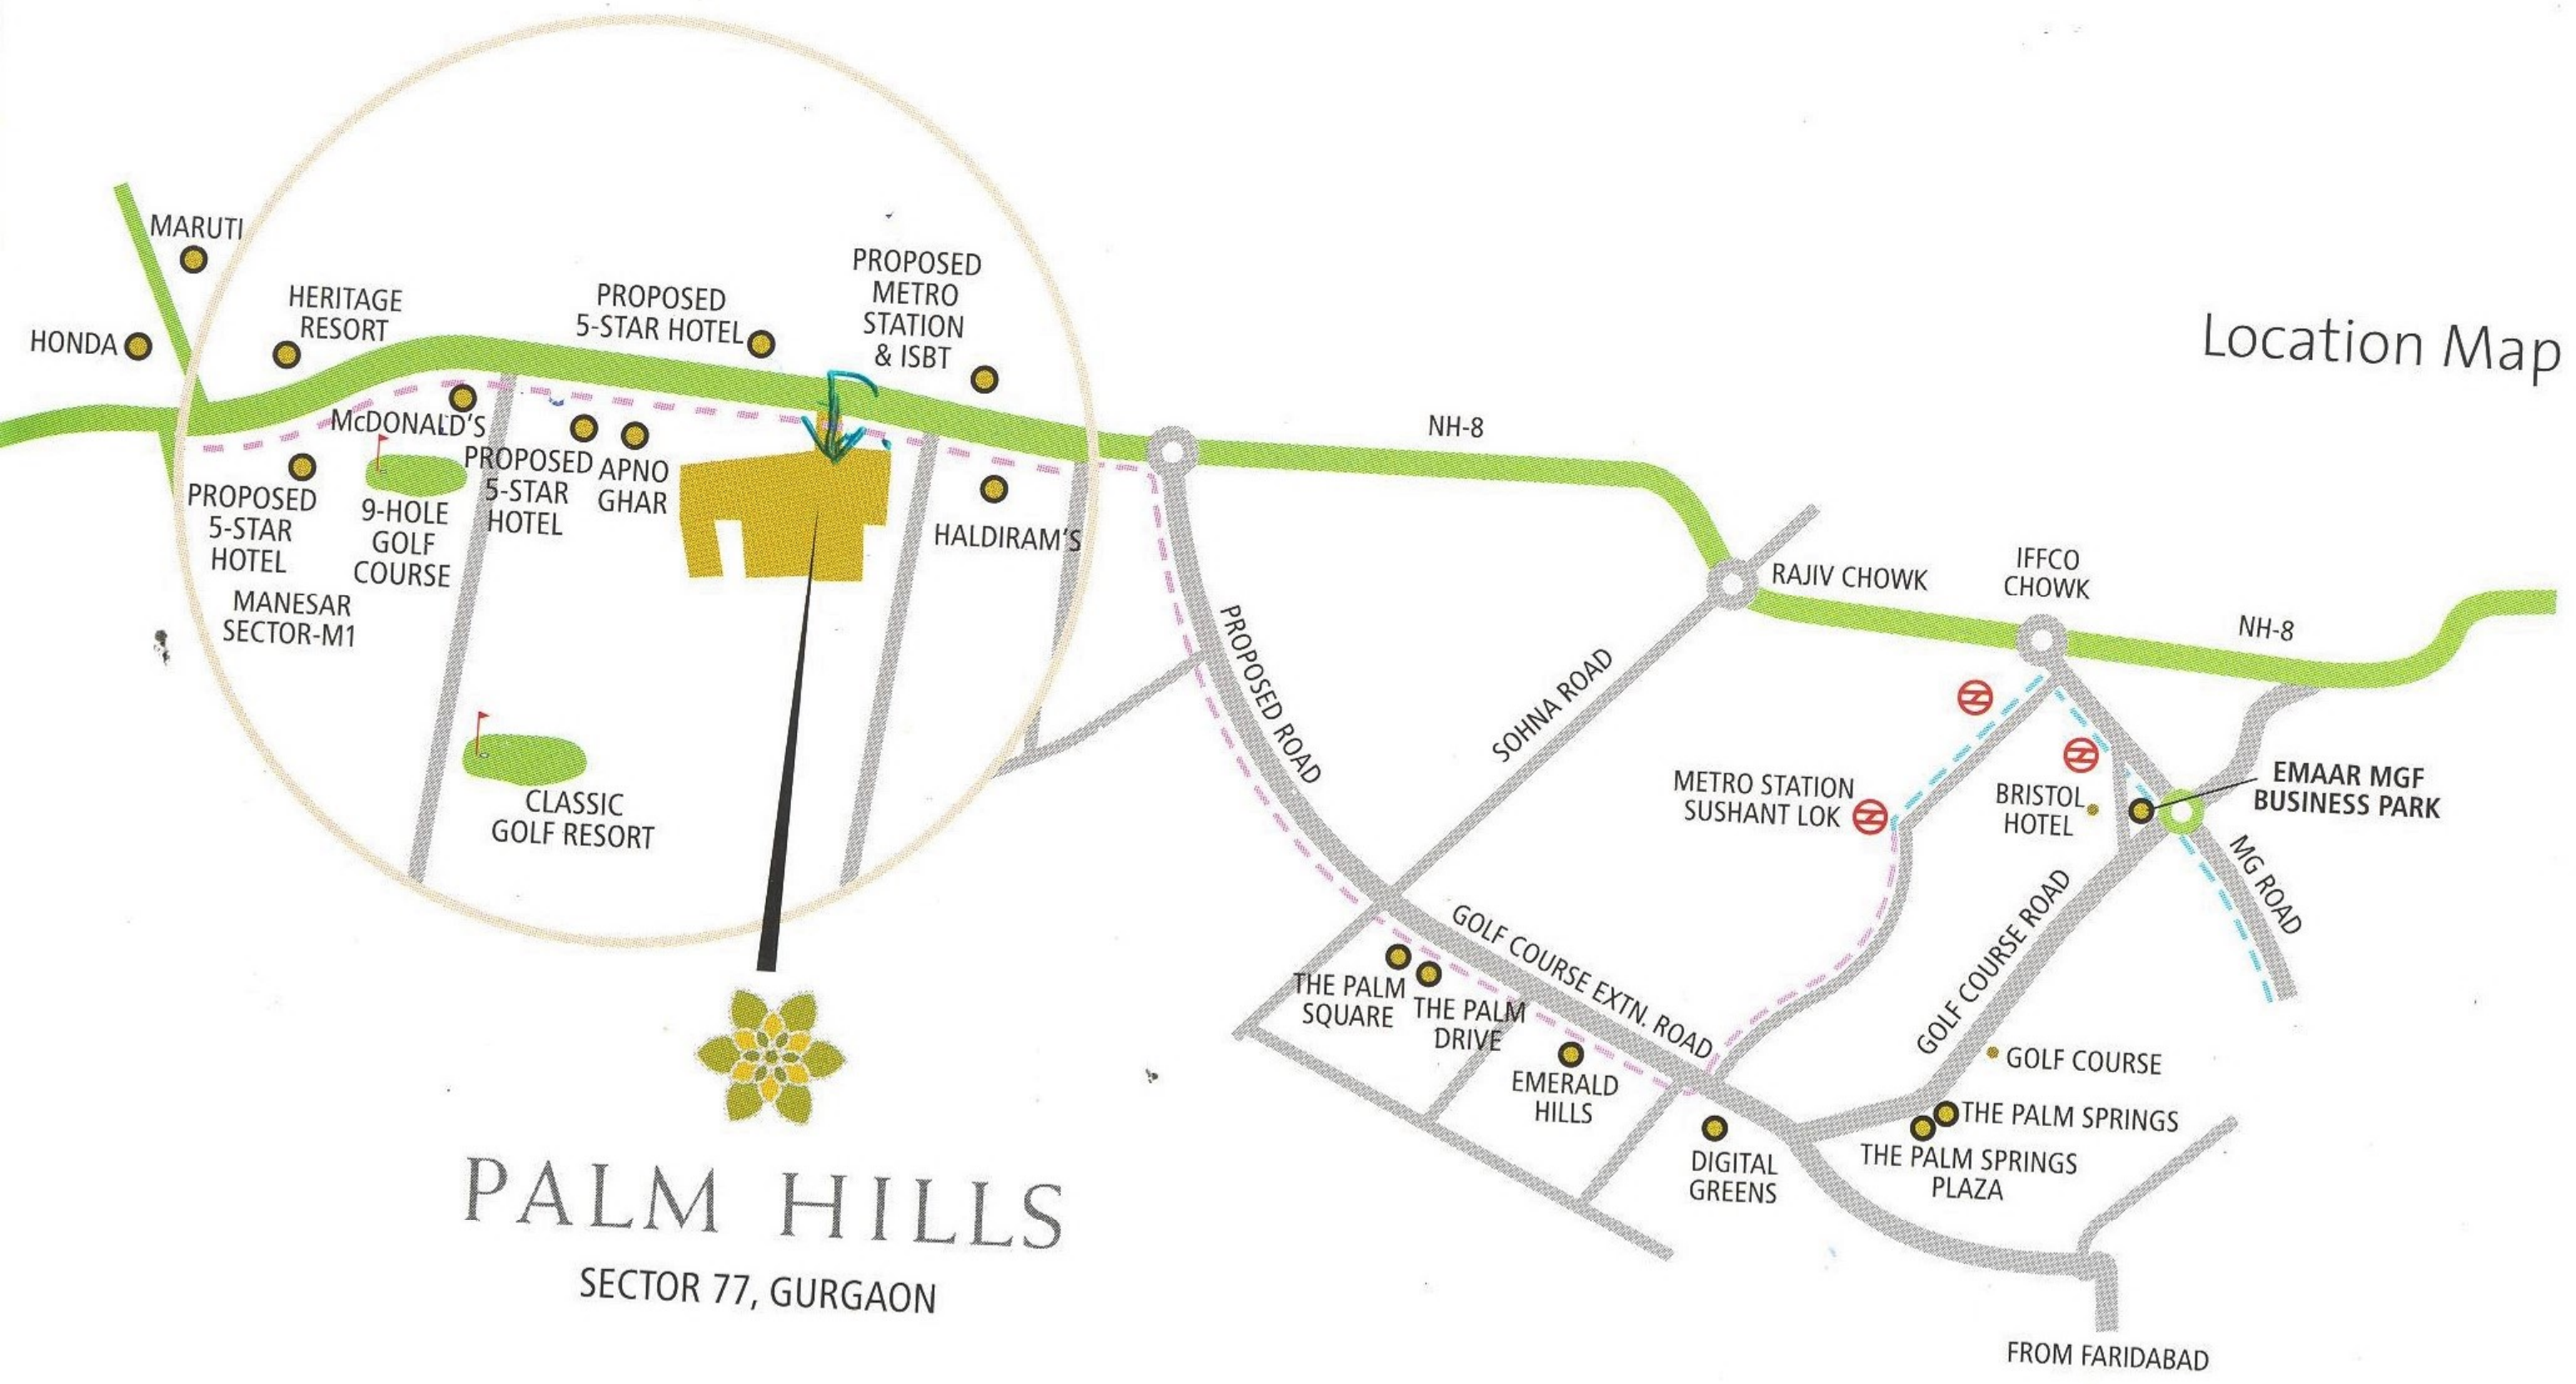 Location Map
MARUTI
HONDA
HERITAGE
RESORT
PROPOSED
5-STAR HOTEL
PROPOSED
METRO
STATION
& ISBT
McDONALD'S
PROPOSED
5-STAR
HOTEL
9-HOLE
GOLF
COURSE
PROPOSED
5-STAR
HOTEL
APNO
GHAR
HALDIRAM'S
MANESAR
SECTOR-M1
CLASSIC
GOLF RESORT
NH-8
RAJIV CHOWK
IFFCO
CHOWK
NH-8
PROPOSED ROAD
SOHNA ROAD
METRO STATION
SUSHANT LOK
BRISTOL
HOTEL
EMAAR MGF
BUSINESS PARK
MG ROAD
GOLF COURSE ROAD
GOLF COURSE EXTN. ROAD
THE PALM
SQUARE
THE PALM
DRIVE
EMERALD
HILLS
DIGITAL
GREENS
GOLF COURSE
THE PALM SPRINGS
THE PALM SPRINGS
PLAZA
FROM FARIDABAD
PALM HILLS
SECTOR 77, GURGAON